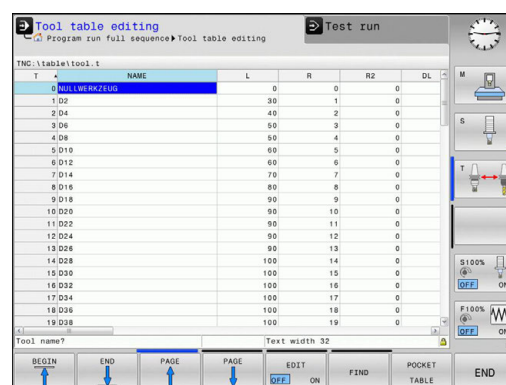 Tool table editing
Program run full sequence▶Tool table editing
Test run
TNC:\table\tool.t
T NAME L R R2 DL
0 NULLWERKZEUG 0 0 0
1 D2 30 1 0
2 D4 40 2 0
3 D6 50 3 0
4 D8 50 4 0
5 D10 60 5 0
6 D12 60 6 0
7 D14 70 7 0
8 D16 80 8 0
9 D18 90 9 0
10 D20 90 10 0
11 D22 90 11 0
12 D24 90 12 0
13 D26 90 13 0
14 D28 100 14 0
15 D30 100 15 0
16 D32 100 16 0
17 D34 100 17 0
18 D36 100 18 0
19 D38 100 19 0
Tool name? Text width 32
M
S
T
S100%
OFF ON
F100%
OFF ON
BEGIN
END
PAGE
PAGE
EDIT
OFF ON
FIND
POCKET
TABLE
END